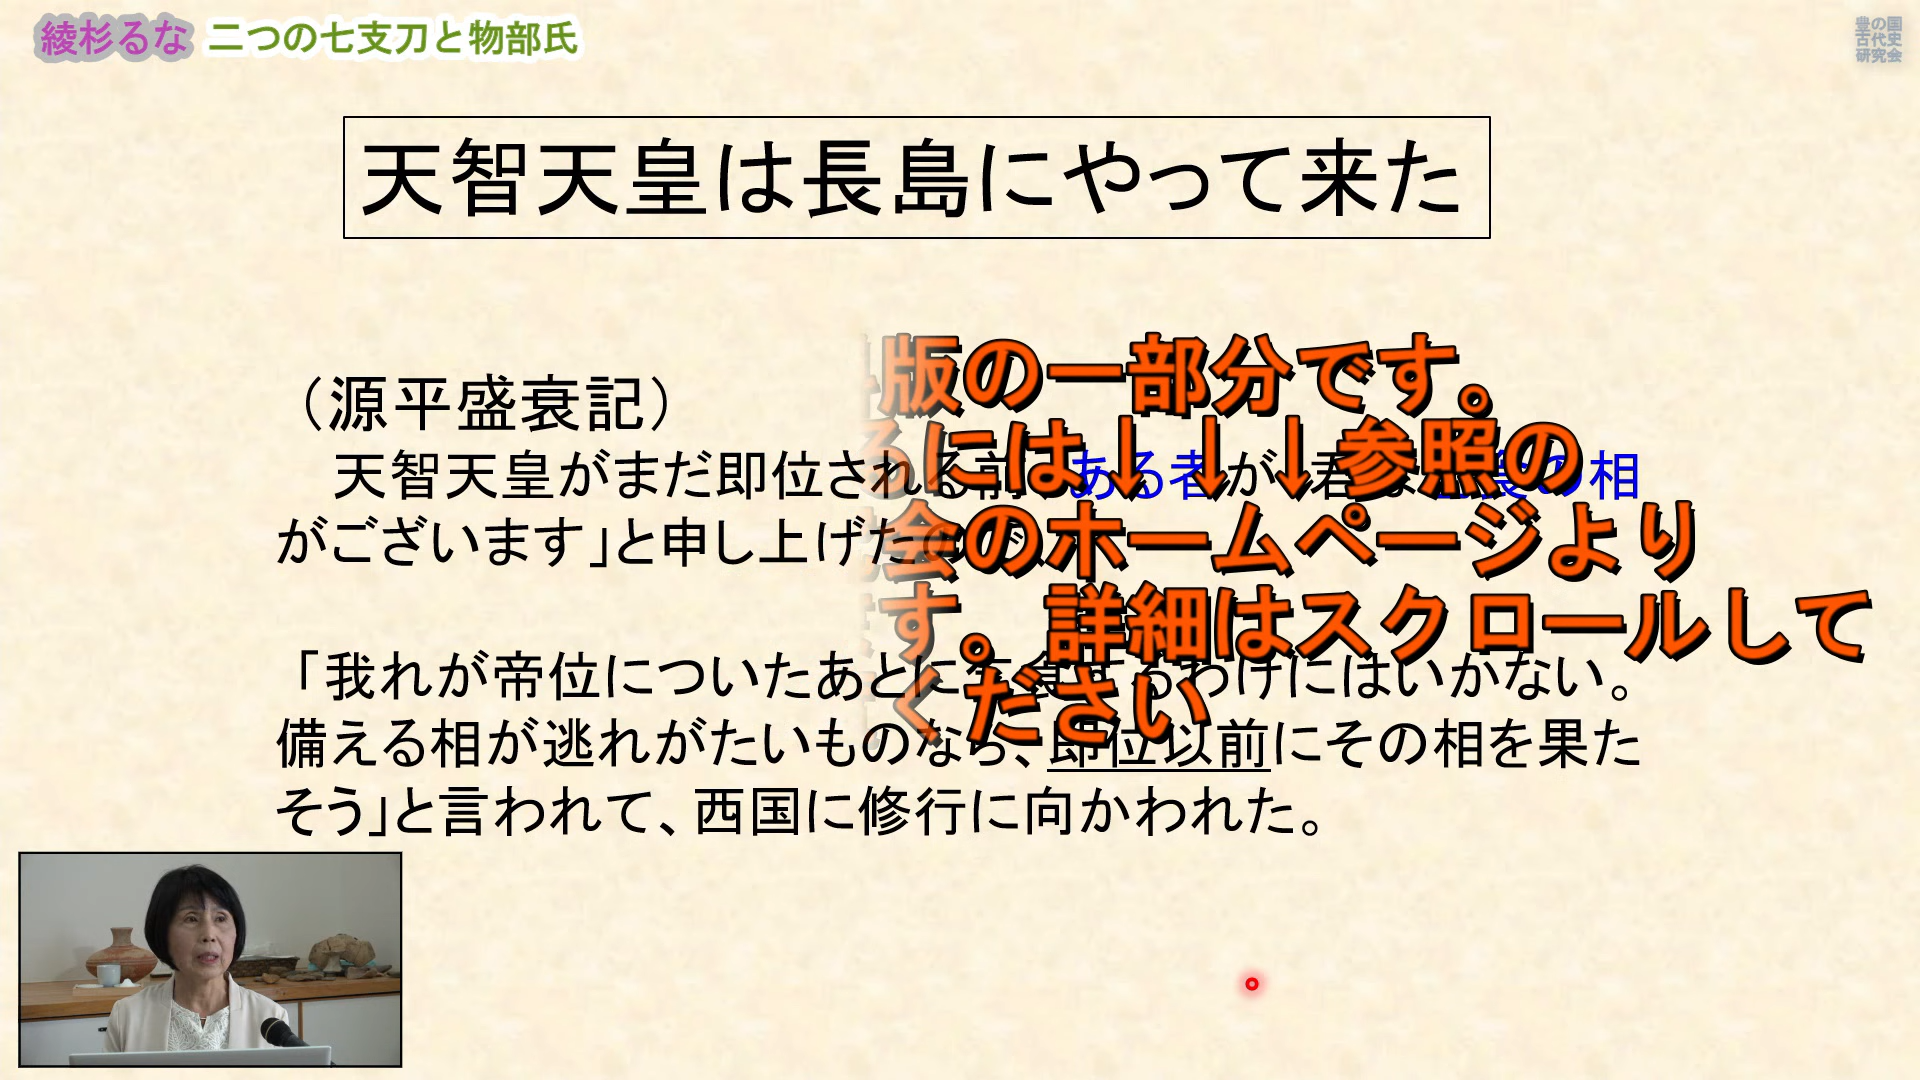 綾杉るな 二つの七支刀と物部氏
豊の国
古代史
研究会
天智天皇は長島にやって来た
（源平盛衰記）
天智天皇がまだ即位される前、ある者が「君は の相
がございます」と申し上げた
「我れが帝位についたあとに するわけにはいかない。
備える相が逃れがたいものなら、即位以前にその相を果た
そう」と言われて、西国に修行に向かわれた。
版の一部分です。
るには↓↓↓参照の
会のホームページより
す。詳細はスクロールして
ください